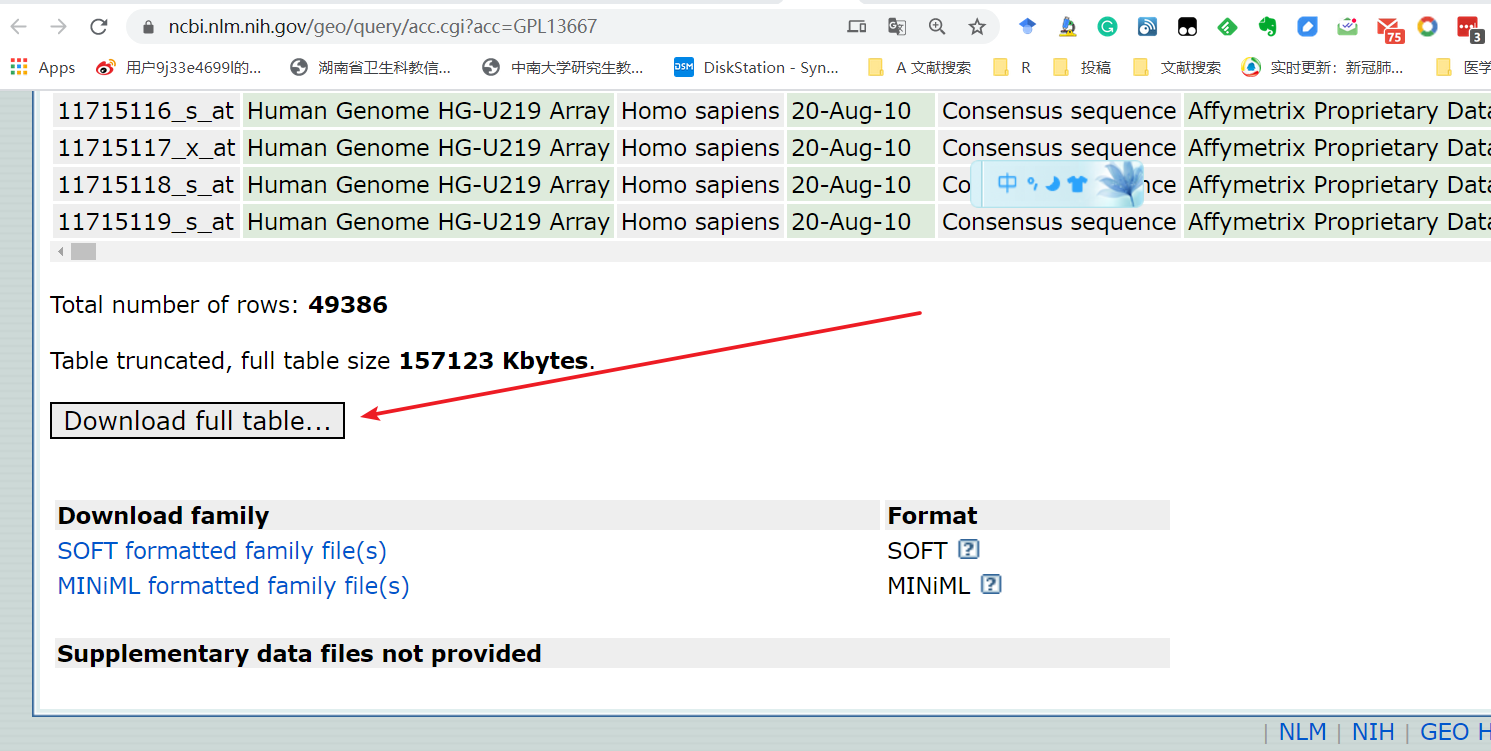 ncbi.nlm.nih.gov/geo/query/acc.cgi?acc=GPL13667
75 3
Apps 用户9j33e4699l的... 湖南省卫生科教信... 中南大学研究生教... DSM DiskStation - Syn... A 文献搜索 R 投稿 文献搜索 实时更新：新冠肺... 医学
11715116_s_at Human Genome HG-U219 Array Homo sapiens 20-Aug-10 Consensus sequence Affymetrix Proprietary Data
11715117_x_at Human Genome HG-U219 Array Homo sapiens 20-Aug-10 Consensus sequence Affymetrix Proprietary Data
11715118_s_at Human Genome HG-U219 Array Homo sapiens 20-Aug-10 Co 中 nce Affymetrix Proprietary Data
11715119_s_at Human Genome HG-U219 Array Homo sapiens 20-Aug-10 Consensus sequence Affymetrix Proprietary Data
Total number of rows: 49386
Table truncated, full table size 157123 Kbytes.
Download full table...
Download family Format
SOFT formatted family file(s) SOFT ?
MINiML formatted family file(s) MINiML ?
Supplementary data files not provided
| NLM | NIH | GEO H